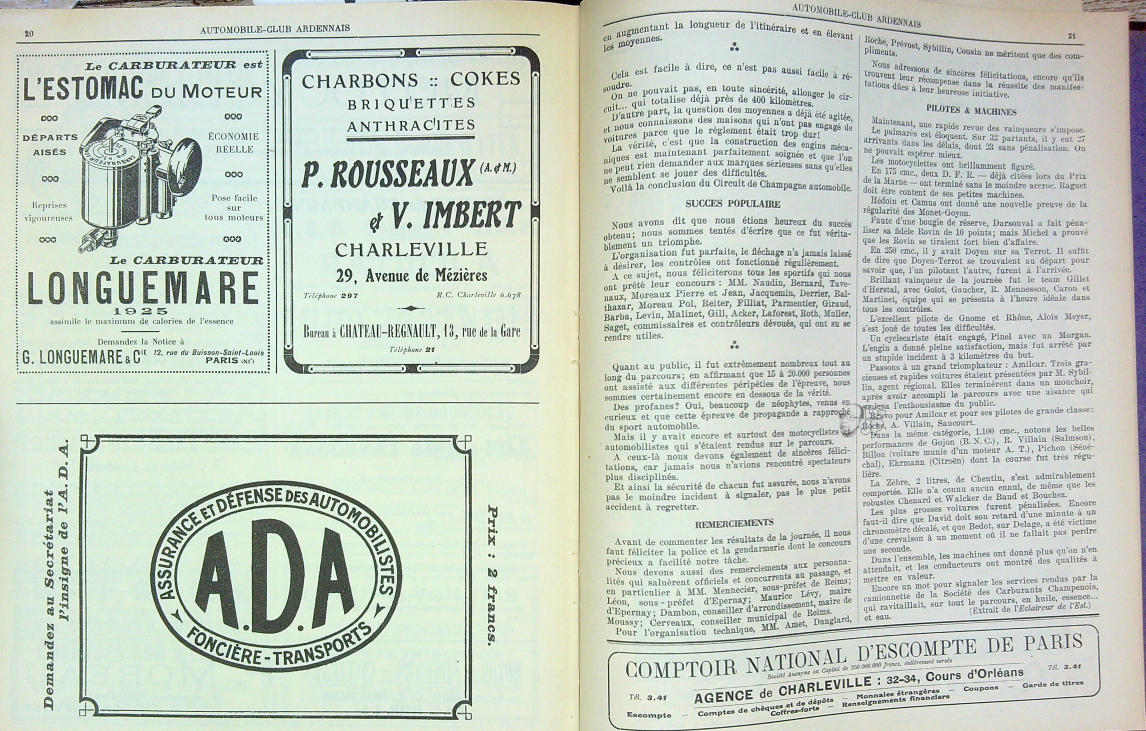 20
AUTOMOBILE-CLUB ARDENNAIS
Le CARBURATEUR est
L'ESTOMAC DU MOTEUR
DÉPARTS
AISÉS
ÉCONOMIE
RÉELLE
Reprises
vigoureuses
Pose facile
sur
tous moteurs
Le CARBURATEUR
LONGUEMARE
1925
assimile le maximum de calories de l'essence
Demandez la Notice à
G. LONGUEMARE & Cie 12, rue du Buisson-Saint-Louis
PARIS (XIe)
CHARBONS :: COKES
BRIQUETTES
ANTHRACITES
P. ROUSSEAUX (A. & M.)
& V. IMBERT
CHARLEVILLE
29, Avenue de Mézières
Téléphone 297 R.C. Charleville 6.678
Bureau à CHATEAU-REGNAULT, 13, rue de la Gare
Téléphone 21
Demandez au Secrétariat
l'insigne de l'A. D. A.
ASSURANCE ET DÉFENSE DES AUTOMOBILISTES
A.D.A
FONCIÈRE-TRANSPORTS
Prix : 2 francs.
AUTOMOBILE-CLUB ARDENNAIS
21
en augmentant la longueur de l'itinéraire et en élevant
les moyennes.
Cela est facile à dire, ce n'est pas aussi facile à ré-
soudre.
On ne pouvait pas, en toute sincérité, allonger le cir-
cuit... qui totalise déjà près de 400 kilomètres.
D'autre part, la question des moyennes a déjà été agitée,
et nous connaissons des maisons qui n'ont pas engagé de
voitures parce que le règlement était trop dur!
La vérité, c'est que la construction des engins méca-
niques est maintenant parfaitement soignée et que l'on
ne peut rien demander aux marques sérieuses sans qu'elles
ne semblent se jouer des difficultés.
Voilà la conclusion du Circuit de Champagne automobile.
SUCCES POPULAIRE
Nous avons dit que nous étions heureux du succès
obtenu; nous sommes tentés d'écrire que ce fut vérita-
blement un triomphe.
L'organisation fut parfaite, le fléchage n'a jamais laissé
à désirer, les contrôles ont fonctionné régulièrement.
A ce sujet, nous féliciterons tous les sportifs qui nous
ont prêté leur concours : MM. Naudin, Bernard, Tave-
naux, Moreaux Pierre et Jean, Jacquemin, Derrier, Bal-
thazar, Moreau Pol, Reiter, Filliat, Parmentier, Giraud,
Barba, Levin, Malinet, Gill, Acker, Laforest, Roth, Muller,
Saget, commissaires et contrôleurs dévoués, qui ont su se
rendre utiles.
Quant au public, il fut extrêmement nombreux tout au
long du parcours; en affirmant que 15 à 20.000 personnes
ont assisté aux différentes péripéties de l'épreuve, nous
sommes certainement encore en dessous de la vérité.
Des profanes? Oui, beaucoup de néophytes, venus en
curieux et que cette épreuve de propagande a rapproché
du sport automobile.
Mais il y avait encore et surtout des motocyclistes
automobilistes qui s'étaient rendus sur le parcours.
A ceux-là nous devons également de sincères félici-
tations, car jamais nous n'avions rencontré spectateurs
plus disciplinés.
Et ainsi la sécurité de chacun fut assurée, nous n'avons
pas le moindre incident à signaler, pas le plus petit
accident à regretter.
REMERCIEMENTS
Avant de commenter les résultats de la journée, il nous
faut féliciter la police et la gendarmerie dont le concours
précieux a facilité notre tâche.
Nous devons aussi des remerciements aux personna-
lités qui saluèrent officiels et concurrents au passage, et
en particulier à MM. Mennecier, sous-préfet de Reims;
Léon, sous-préfet d'Epernay; Maurice Lévy, maire
d'Epernay; Dambon, conseiller d'arrondissement, maire de
Moussy; Cerveaux, conseiller municipal de Reims.
Pour l'organisation technique, MM. Amet, Danglard,
Roche, Prévost, Sybillin, Cousin ne méritent que des com-
pliments.
Nous adressons de sincères félicitations, encore qu'ils
trouvent leur récompense dans la réussite des manifes-
tations dûes à leur heureuse initiative.
PILOTES & MACHINES
Maintenant, une rapide revue des vainqueurs s'impose.
Le palmarès est éloquent. Sur 32 partants, il y eut 27
arrivants dans les délais, dont 23 sans pénalisation. On
ne pouvait espérer mieux.
Les motocyclettes ont brillamment figuré.
En 175 cmc., deux D. F. R. — déjà citées lors du Prix
de la Marne — ont terminé sans le moindre accroc. Raguet
doit être content de ses petites machines.
Hédoin et Camus ont donné une nouvelle preuve de la
régularité des Monet-Goyon.
Faute d'une bougie de réserve, Darsonval a fait péna-
liser sa fidèle Rovin de 10 points; mais Michel a prouvé
que les Rovin se tiraient fort bien d'affaire.
En 250 cmc., il y avait Doyen sur sa Terrot. Il suffit
de dire que Doyen-Terrot se trouvaient au départ pour
savoir que, l'un pilotant l'autre, furent à l'arrivée.
Brillant vainqueur de la journée fut le team Gillet
d'Herstal, avec Golot, Gaucher, R. Mennesson, Caron et
Martinet, équipe qui se présenta à l'heure idéale dans
tous les contrôles.
L'excellent pilote de Gnome et Rhône, Aloïs Meyer,
s'est joué de toutes les difficultés.
Un cyclecariste était engagé, Pinel avec un Morgan.
L'engin a donné pleine satisfaction, mais fut arrêté par
un stupide incident à 3 kilomètres du but.
Passons à un grand triomphateur : Amilcar. Trois gra-
cieuses et rapides voitures étaient présentées par M. Sybil-
lin, agent régional. Elles terminèrent dans un mouchoir,
après avoir accompli le parcours avec une aisance qui
l'enthousiasme du public.
Bravo pour Amilcar et pour ses pilotes de grande classe:
Roche, A. Villain, Saucourt.
Dans la même catégorie, 1.100 cmc., notons les belles
performances de Gojon (B.N.C.), R. Villain (Salmson),
Billon (voiture munie d'un moteur A. T.), Pichon (Séné-
chal), Ehrmann (Citroën) dont la course fut très régu-
lière.
La Zèbre, 2 litres, de Cheutin, s'est admirablement
comportée. Elle n'a connu aucun ennui, de même que les
robustes Chenard et Walcker de Baud et Bouchez.
Les plus grosses voitures furent pénalisées. Encore
faut-il dire que David doit son retard d'une minute à un
chronomètre décalé, et que Bedot, sur Delage, a été victime
d'une crevaison à un moment où il ne fallait pas perdre
une seconde.
Dans l'ensemble, les machines ont donné plus qu'on n'en
attendait, et les conducteurs ont montré des qualités à
mettre en valeur.
Encore un mot pour signaler les services rendus par la
camionnette de la Société des Carburants Champenois,
qui ravitaillait, sur tout le parcours, en huile, essence...
et eau.
(Extrait de l'Eclaireur de l'Est.)
COMPTOIR NATIONAL D'ESCOMPTE DE PARIS
Société Anonyme au Capital de 250.000.000 francs, entièrement versés
Tél. 3.41 AGENCE de CHARLEVILLE : 32-34, Cours d'Orléans Tél. 3.41
Escompte — Comptes de chèques et de dépôts — Monnaies étrangères — Coupons — Garde de titres
Coffres-forts — Renseignements financiers